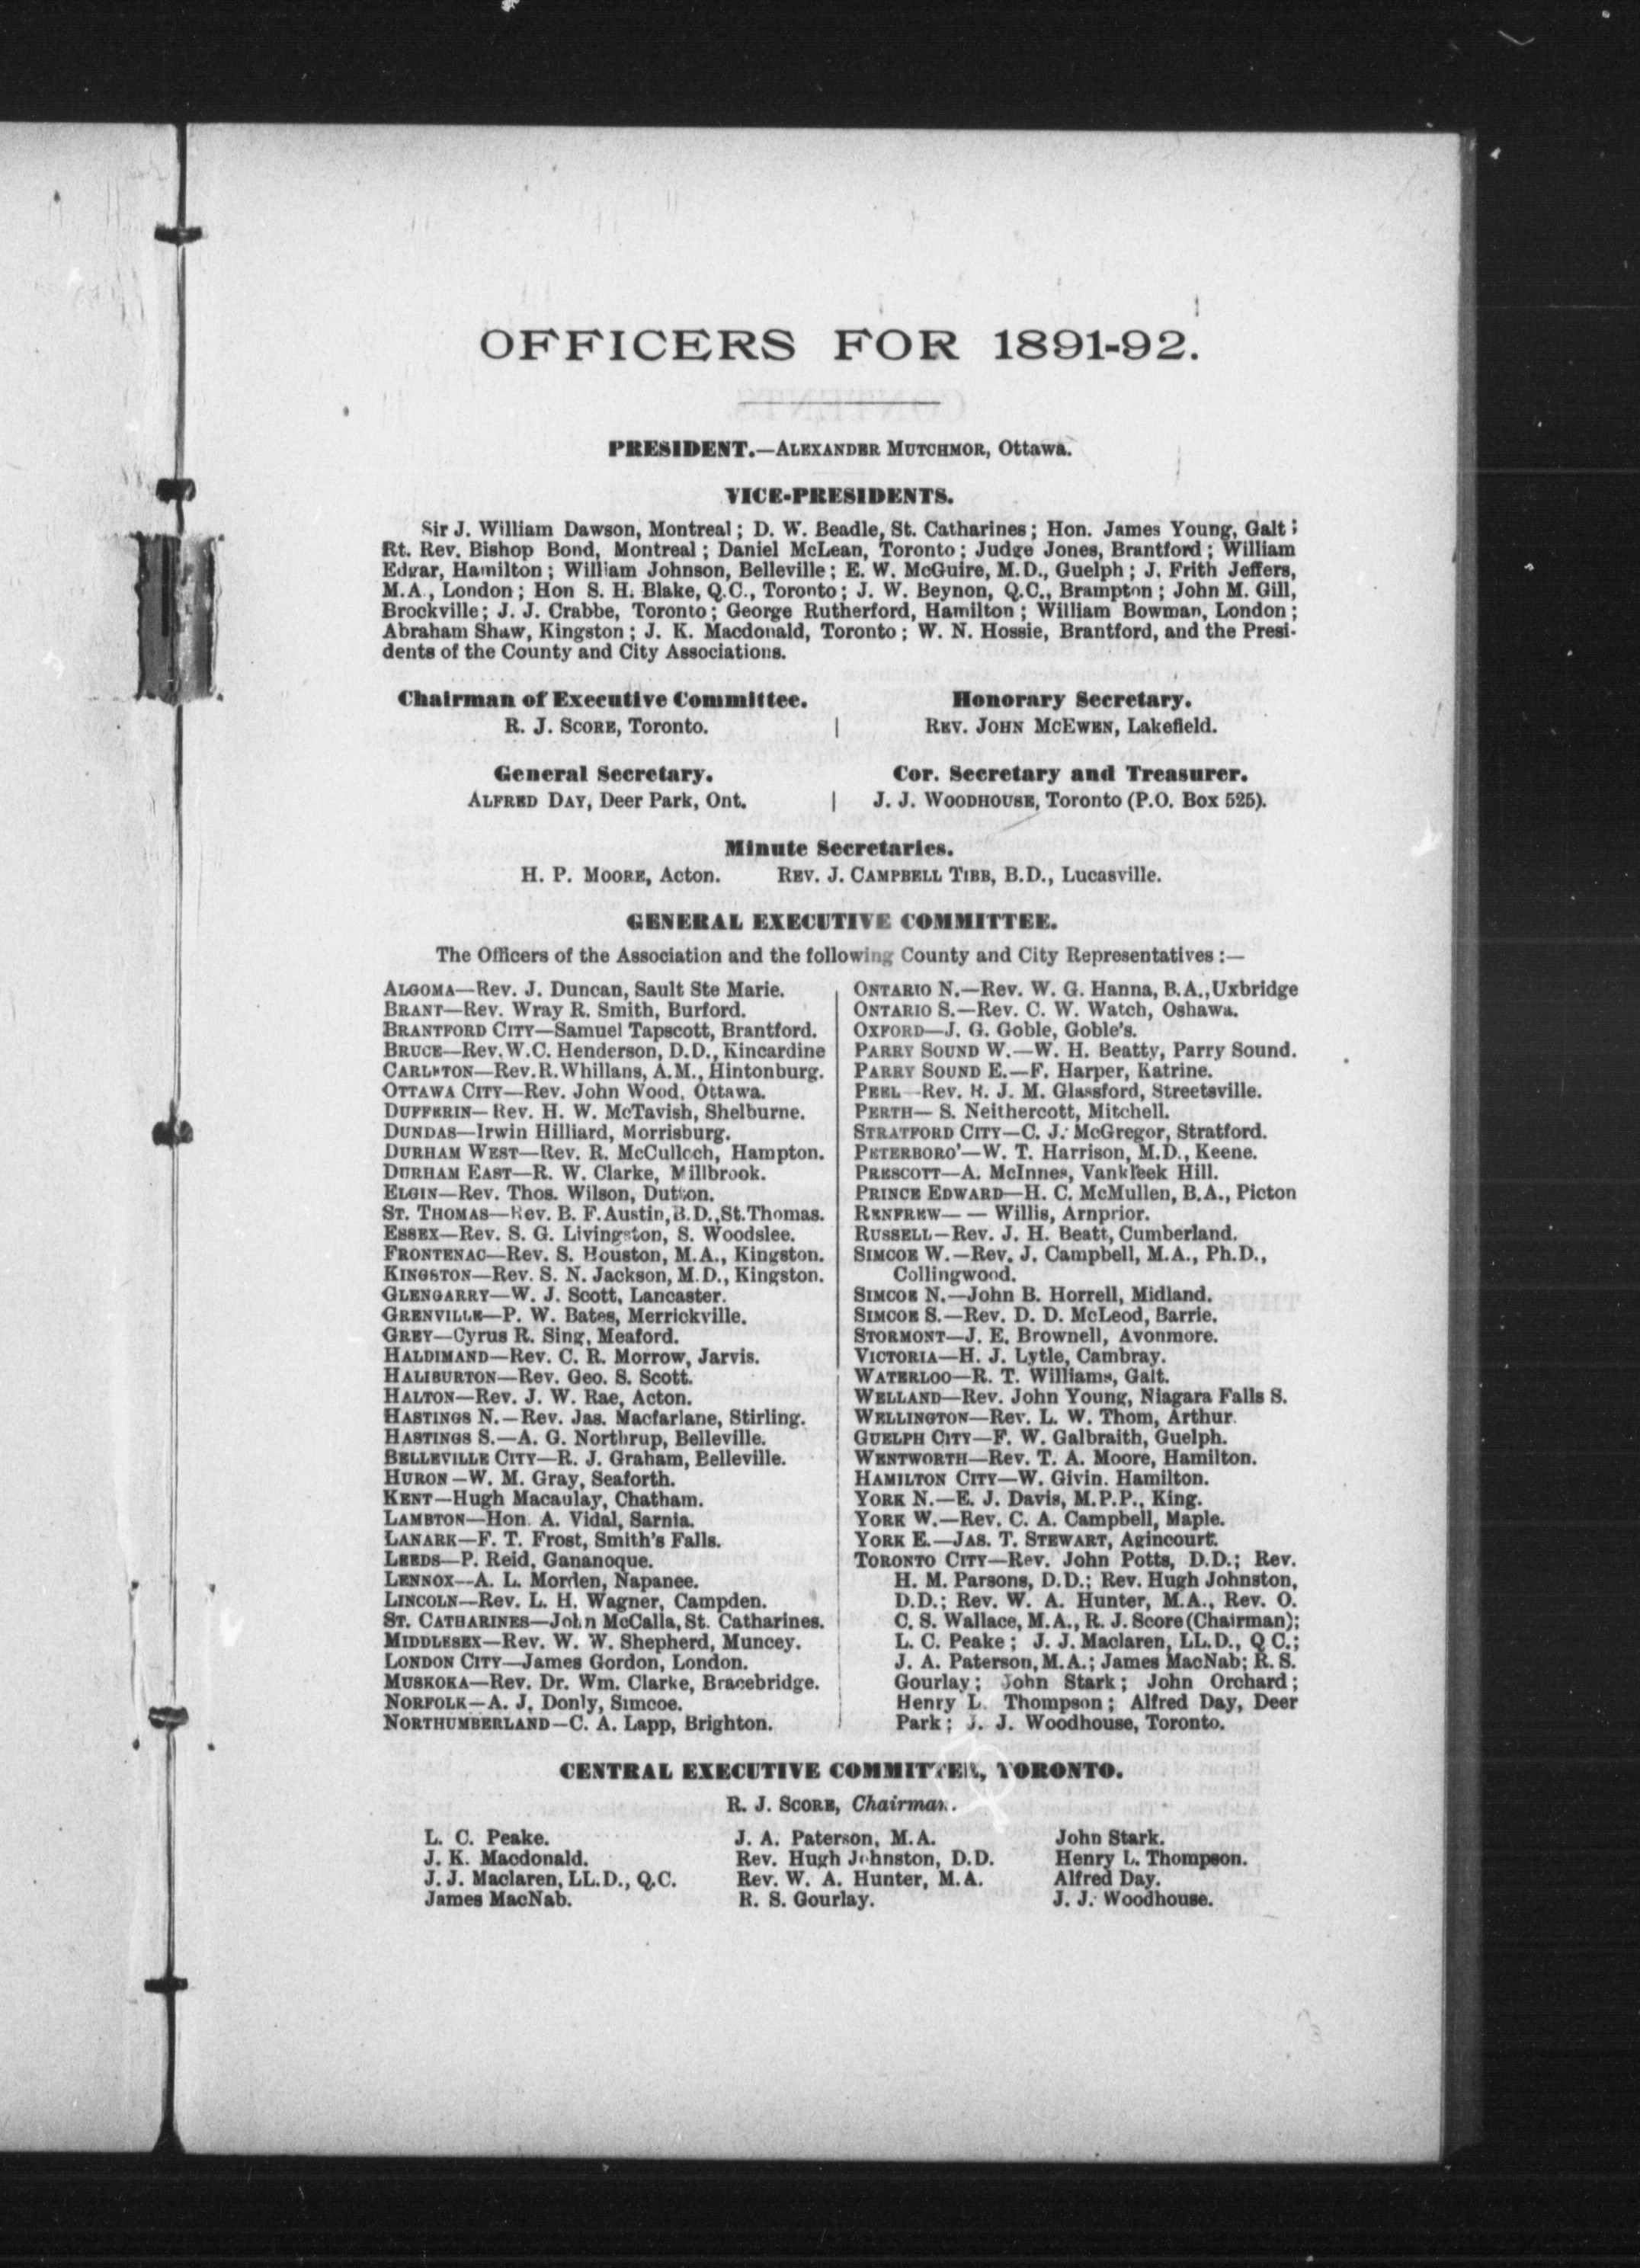 OFFICERS FOR 1891-92.
PRESIDENT.—ALEXANDER MUTCHMOR, Ottawa.
VICE-PRESIDENTS.
Sir J. William Dawson, Montreal; D. W. Beadle, St. Catharines; Hon. James Young, Galt;
Rt. Rev. Bishop Bond, Montreal; Daniel McLean, Toronto; Judge Jones, Brantford; William
Edgar, Hamilton; William Johnson, Belleville; E. W. McGuire, M.D., Guelph; J. Frith Jeffers,
M.A., London; Hon S. H. Blake, Q.C., Toronto; J. W. Beynon, Q.C., Brampton; John M. Gill,
Brockville; J. J. Crabbe, Toronto; George Rutherford, Hamilton; William Bowman, London;
Abraham Shaw, Kingston; J. K. Macdonald, Toronto; W. N. Hossie, Brantford, and the Presi-
dents of the County and City Associations.
Chairman of Executive Committee.
R. J. SCORE, Toronto.
Honorary Secretary.
REV. JOHN MCEWEN, Lakefield.
General Secretary.
ALFRED DAY, Deer Park, Ont.
Cor. Secretary and Treasurer.
J. J. WOODHOUSE, Toronto (P.O. Box 525).
Minute Secretaries.
H. P. MOORE, Acton. REV. J. CAMPBELL TIBB, B.D., Lucasville.
GENERAL EXECUTIVE COMMITTEE.
The Officers of the Association and the following County and City Representatives:—
ALGOMA—Rev. J. Duncan, Sault Ste Marie.
BRANT—Rev. Wray R. Smith, Burford.
BRANTFORD CITY—Samuel Tapscott, Brantford.
BRUCE—Rev. W.C. Henderson, D.D., Kincardine
CARLETON—Rev. R. Whillans, A.M., Hintonburg.
OTTAWA CITY—Rev. John Wood, Ottawa.
DUFFERIN—Rev. H. W. McTavish, Shelburne.
DUNDAS—Irwin Hilliard, Morrisburg.
DURHAM WEST—Rev. R. McCulloch, Hampton.
DURHAM EAST—R. W. Clarke, Millbrook.
ELGIN—Rev. Thos. Wilson, Dutton.
ST. THOMAS—Rev. B. F. Austin, B.D., St. Thomas.
ESSEX—Rev. S. G. Livingston, S. Woodslee.
FRONTENAC—Rev. S. Houston, M.A., Kingston.
KINGSTON—Rev. S. N. Jackson, M.D., Kingston.
GLENGARRY—W. J. Scott, Lancaster.
GRENVILLE—P. W. Bates, Merrickville.
GREY—Cyrus R. Sing, Meaford.
HALDIMAND—Rev. C. R. Morrow, Jarvis.
HALIBURTON—Rev. Geo. S. Scott.
HALTON—Rev. J. W. Rae, Acton.
HASTINGS N.—Rev. Jas. Macfarlane, Stirling.
HASTINGS S.—A. G. Northrup, Belleville.
BELLEVILLE CITY—R. J. Graham, Belleville.
HURON—W. M. Gray, Seaforth.
KENT—Hugh Macaulay, Chatham.
LAMBTON—Hon. A. Vidal, Sarnia.
LANARK—F. T. Frost, Smith's Falls.
LEEDS—P. Reid, Gananoque.
LENNOX—A. L. Morden, Napanee.
LINCOLN—Rev. L. H. Wagner, Campden.
ST. CATHARINES—John McCalla, St. Catharines.
MIDDLESEX—Rev. W. W. Shepherd, Muncey.
LONDON CITY—James Gordon, London.
MUSKOKA—Rev. Dr. Wm. Clarke, Bracebridge.
NORFOLK—A. J. Donly, Simcoe.
NORTHUMBERLAND—C. A. Lapp, Brighton.
ONTARIO N.—Rev. W. G. Hanna, B.A., Uxbridge
ONTARIO S.—Rev. C. W. Watch, Oshawa.
OXFORD—J. G. Goble, Goble's.
PARRY SOUND W.—W. H. Beatty, Parry Sound.
PARRY SOUND E.—F. Harper, Katrine.
PEEL—Rev. R. J. M. Glassford, Streetsville.
PERTH—S. Neithercott, Mitchell.
STRATFORD CITY—C. J. McGregor, Stratford.
PETERBORO'—W. T. Harrison, M.D., Keene.
PRESCOTT—A. McInnes, Vankleek Hill.
PRINCE EDWARD—H. C. McMullen, B.A., Picton
RENFREW— — Willis, Arnprior.
RUSSELL—Rev. J. H. Beatt, Cumberland.
SIMCOE W.—Rev. J. Campbell, M.A., Ph.D.,
Collingwood.
SIMCOE N.—John B. Horrell, Midland.
SIMCOE S.—Rev. D. D. McLeod, Barrie.
STORMONT—J. E. Brownell, Avonmore.
VICTORIA—H. J. Lytle, Cambray.
WATERLOO—R. T. Williams, Galt.
WELLAND—Rev. John Young, Niagara Falls S.
WELLINGTON—Rev. L. W. Thom, Arthur.
GUELPH CITY—F. W. Galbraith, Guelph.
WENTWORTH—Rev. T. A. Moore, Hamilton.
HAMILTON CITY—W. Givin. Hamilton.
YORK N.—E. J. Davis, M.P.P., King.
YORK W.—Rev. C. A. Campbell, Maple.
YORK E.—JAS. T. STEWART, Agincourt.
TORONTO CITY—Rev. John Potts, D.D.; Rev.
H. M. Parsons, D.D.; Rev. Hugh Johnston,
D.D.; Rev. W. A. Hunter, M.A., Rev. O.
C. S. Wallace, M.A., R. J. Score (Chairman);
L. C. Peake; J. J. Maclaren, LL.D., Q C.;
J. A. Paterson, M.A.; James MacNab; R. S.
Gourlay; John Stark; John Orchard;
Henry L. Thompson; Alfred Day, Deer
Park; J. J. Woodhouse, Toronto.
CENTRAL EXECUTIVE COMMITTEE, TORONTO.
R. J. SCORE, Chairman.
L. C. Peake.
J. K. Macdonald.
J. J. Maclaren, LL.D., Q.C.
James MacNab.
J. A. Paterson, M.A.
Rev. Hugh Johnston, D.D.
Rev. W. A. Hunter, M.A.
R. S. Gourlay.
John Stark.
Henry L. Thompson.
Alfred Day.
J. J. Woodhouse.